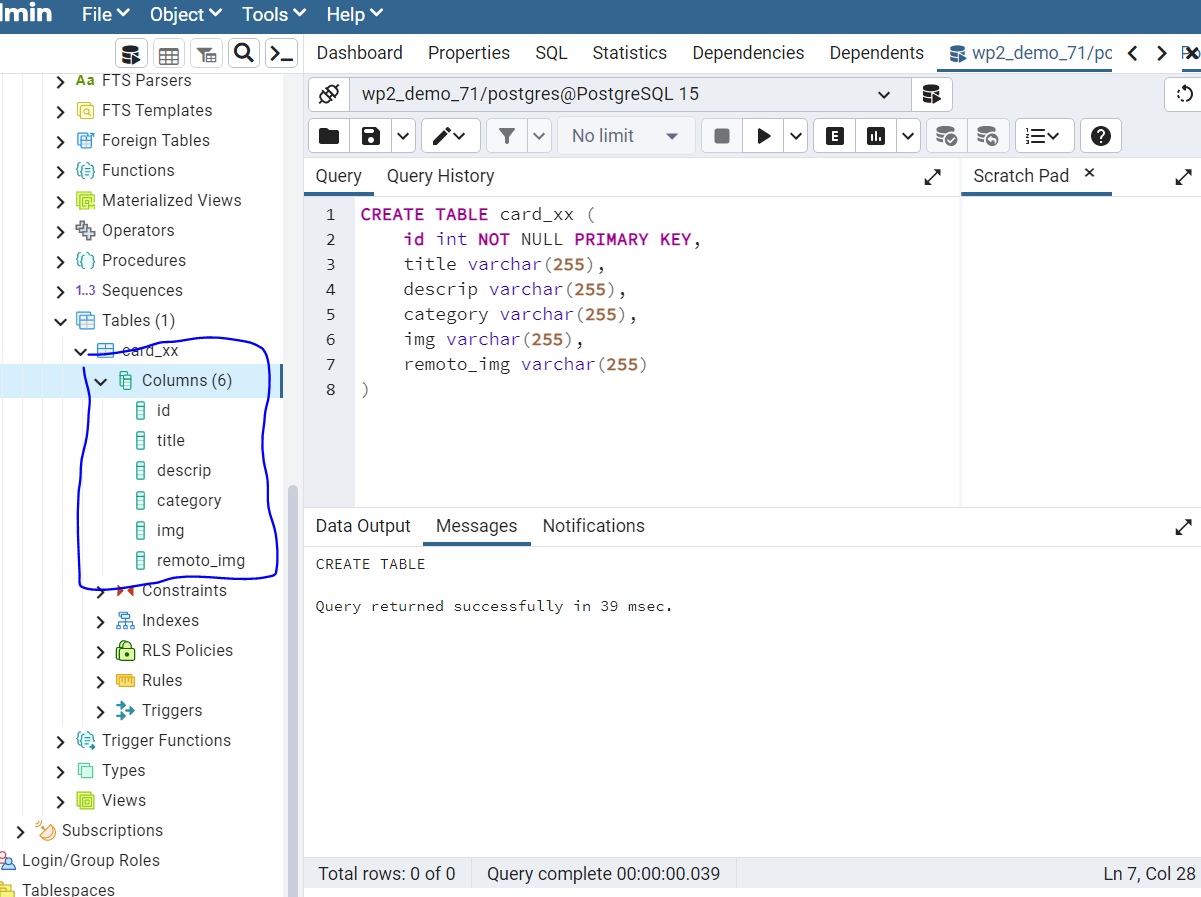 lmin File Object Tools Help
Dashboard Properties SQL Statistics Dependencies Dependents wp2_demo_71/pc
FTS Parsers
FTS Templates
Foreign Tables
Functions
Materialized Views
Operators
Procedures
1..3 Sequences
Tables (1)
card_xx
Columns (6)
id
title
descrip
category
img
remoto_img
Constraints
Indexes
RLS Policies
Rules
Triggers
Trigger Functions
Types
Views
Subscriptions
Login/Group Roles
Tablespaces
wp2_demo_71/postgres@PostgreSQL 15
No limit
E
Query Query History
Scratch Pad
1 CREATE TABLE card_xx (
2 id int NOT NULL PRIMARY KEY,
3 title varchar(255),
4 descrip varchar(255),
5 category varchar(255),
6 img varchar(255),
7 remoto_img varchar(255)
8 )
Data Output Messages Notifications
CREATE TABLE
Query returned successfully in 39 msec.
Total rows: 0 of 0 Query complete 00:00:00.039 Ln 7, Col 28